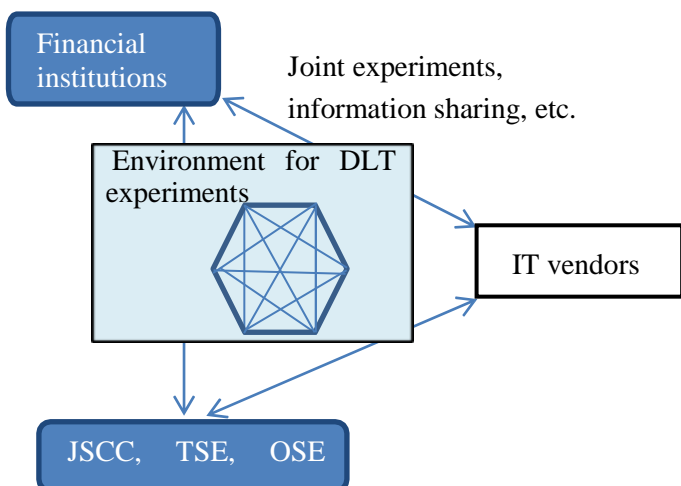 Financial
institutions
Joint experiments,
information sharing, etc.
Environment for DLT
experiments
IT vendors
JSCC, TSE, OSE